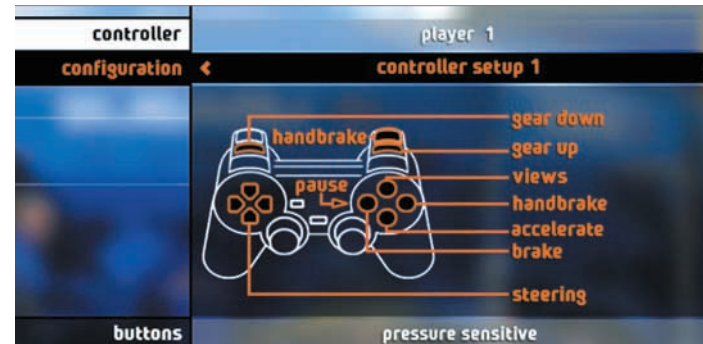 controller
player 1
configuration
controller setup 1
gear down
handbrake
gear up
views
pause
handbrake
accelerate
brake
steering
buttons
pressure sensitive